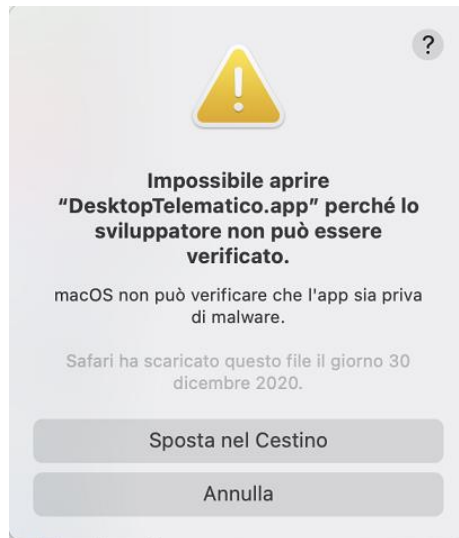 ?
Impossibile aprire
“DesktopTelematico.app” perché lo
sviluppatore non può essere
verificato.
macOS non può verificare che l'app sia priva
di malware.
Safari ha scaricato questo file il giorno 30
dicembre 2020.
Sposta nel Cestino
Annulla